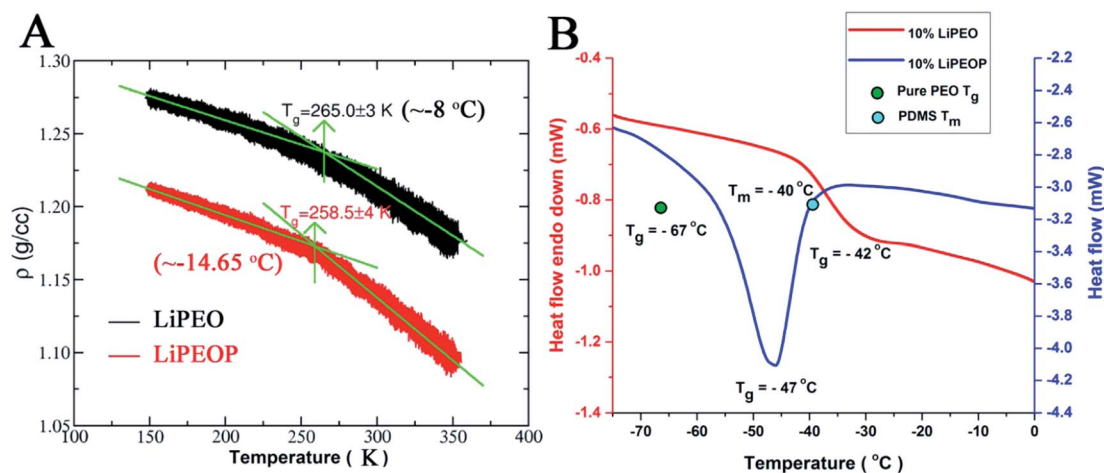 A
1.30
1.25
1.20
1.15
1.10
1.05
ρ (g/cc)
Tg=265.0±3 K (~-8 °C)
Tg=258.5±4 K
(~-14.65 °C)
LiPEO
LiPEOP
100 150 200 250 300 350 400
Temperature ( K)
B
10% LiPEO
10% LiPEOP
Pure PEO Tg
PDMS Tm
-0.4
-0.6
-0.8
-1.0
-1.2
-1.4
Heat flow endo down (mW)
Tm = - 40 °C
Tg = - 67 °C
Tg = - 42 °C
Tg = - 47 °C
-2.2
-2.4
-2.6
-2.8
-3.0
-3.2
-3.4
-3.6
-3.8
-4.0
-4.2
-4.4
Heat flow (mW)
-70 -60 -50 -40 -30 -20 -10 0
Temperature ( °C)